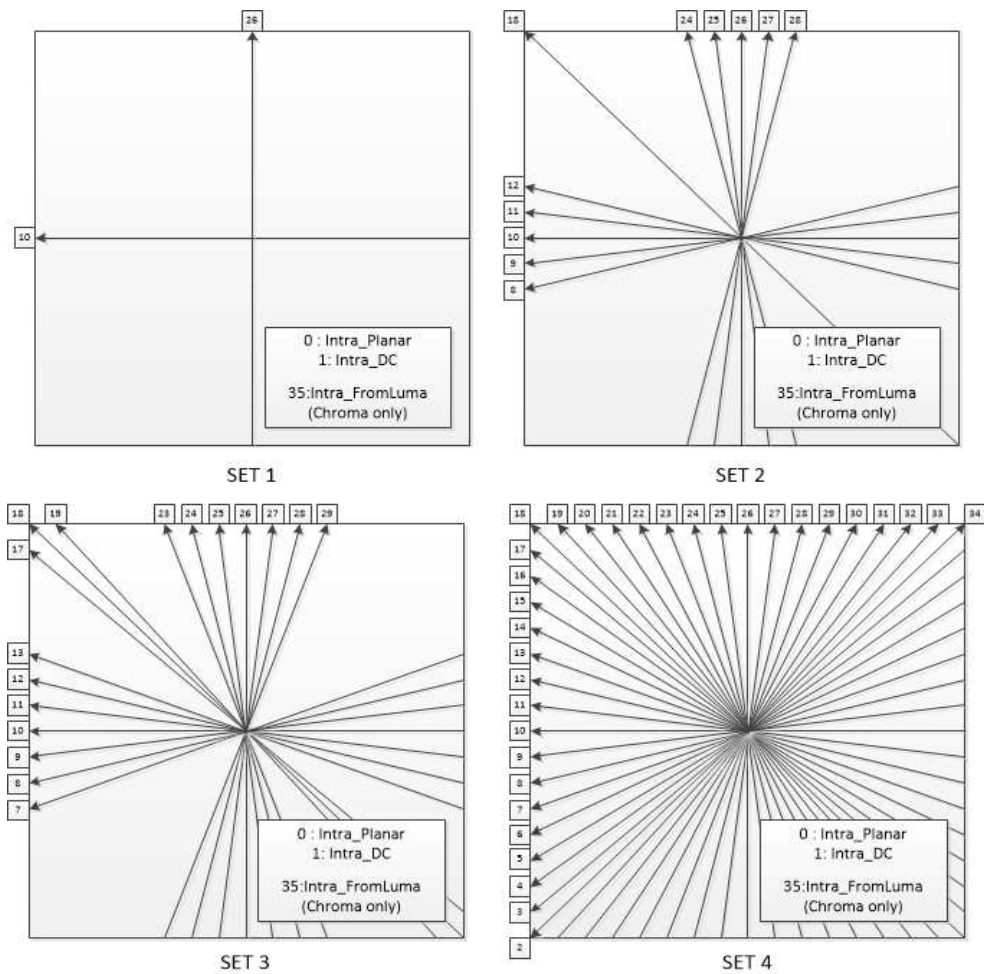 26
10
0 : Intra_Planar
1: Intra_DC
35:Intra_FromLuma
(Chroma only)
SET 1
18 24 25 26 27 28
12
11
10
9
8
0 : Intra_Planar
1: Intra_DC
35:Intra_FromLuma
(Chroma only)
SET 2
18 19 23 24 25 26 27 28 29
17
13
12
11
10
9
8
7
0 : Intra_Planar
1: Intra_DC
35:Intra_FromLuma
(Chroma only)
SET 3
18 19 20 21 22 23 24 25 26 27 28 29 30 31 32 33 34
17
16
15
14
13
12
11
10
9
8
7
6
5
4
3
2
0 : Intra_Planar
1: Intra_DC
35:Intra_FromLuma
(Chroma only)
SET 4